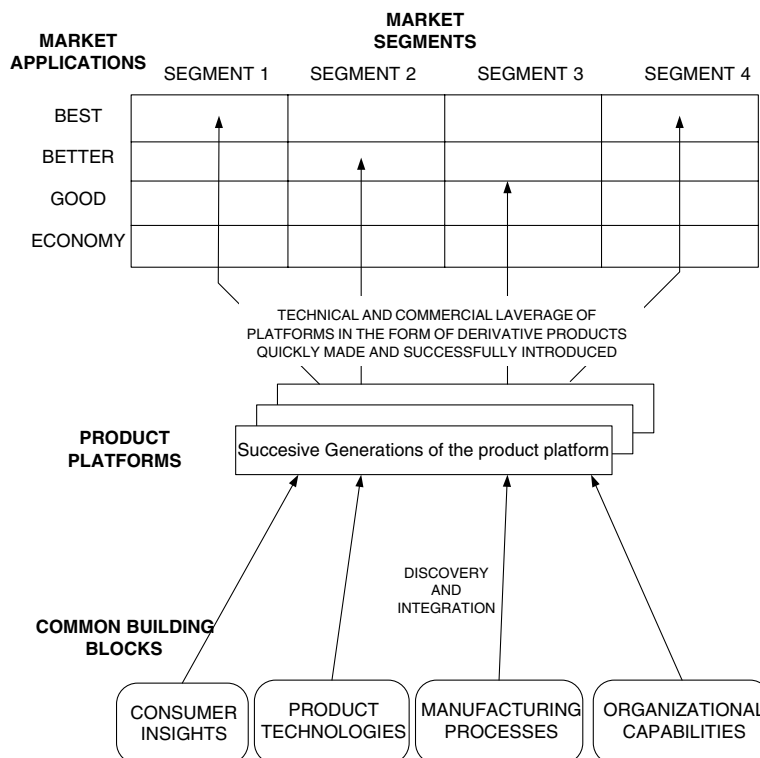 MARKET
SEGMENTS
MARKET
APPLICATIONS
SEGMENT 1
SEGMENT 2
SEGMENT 3
SEGMENT 4
BEST
BETTER
GOOD
ECONOMY
TECHNICAL AND COMMERCIAL LAVERAGE OF
PLATFORMS IN THE FORM OF DERIVATIVE PRODUCTS
QUICKLY MADE AND SUCCESSFULLY INTRODUCED
PRODUCT
PLATFORMS
Succesive Generations of the product platform
DISCOVERY
AND
INTEGRATION
COMMON BUILDING
BLOCKS
CONSUMER
INSIGHTS
PRODUCT
TECHNOLOGIES
MANUFACTURING
PROCESSES
ORGANIZATIONAL
CAPABILITIES